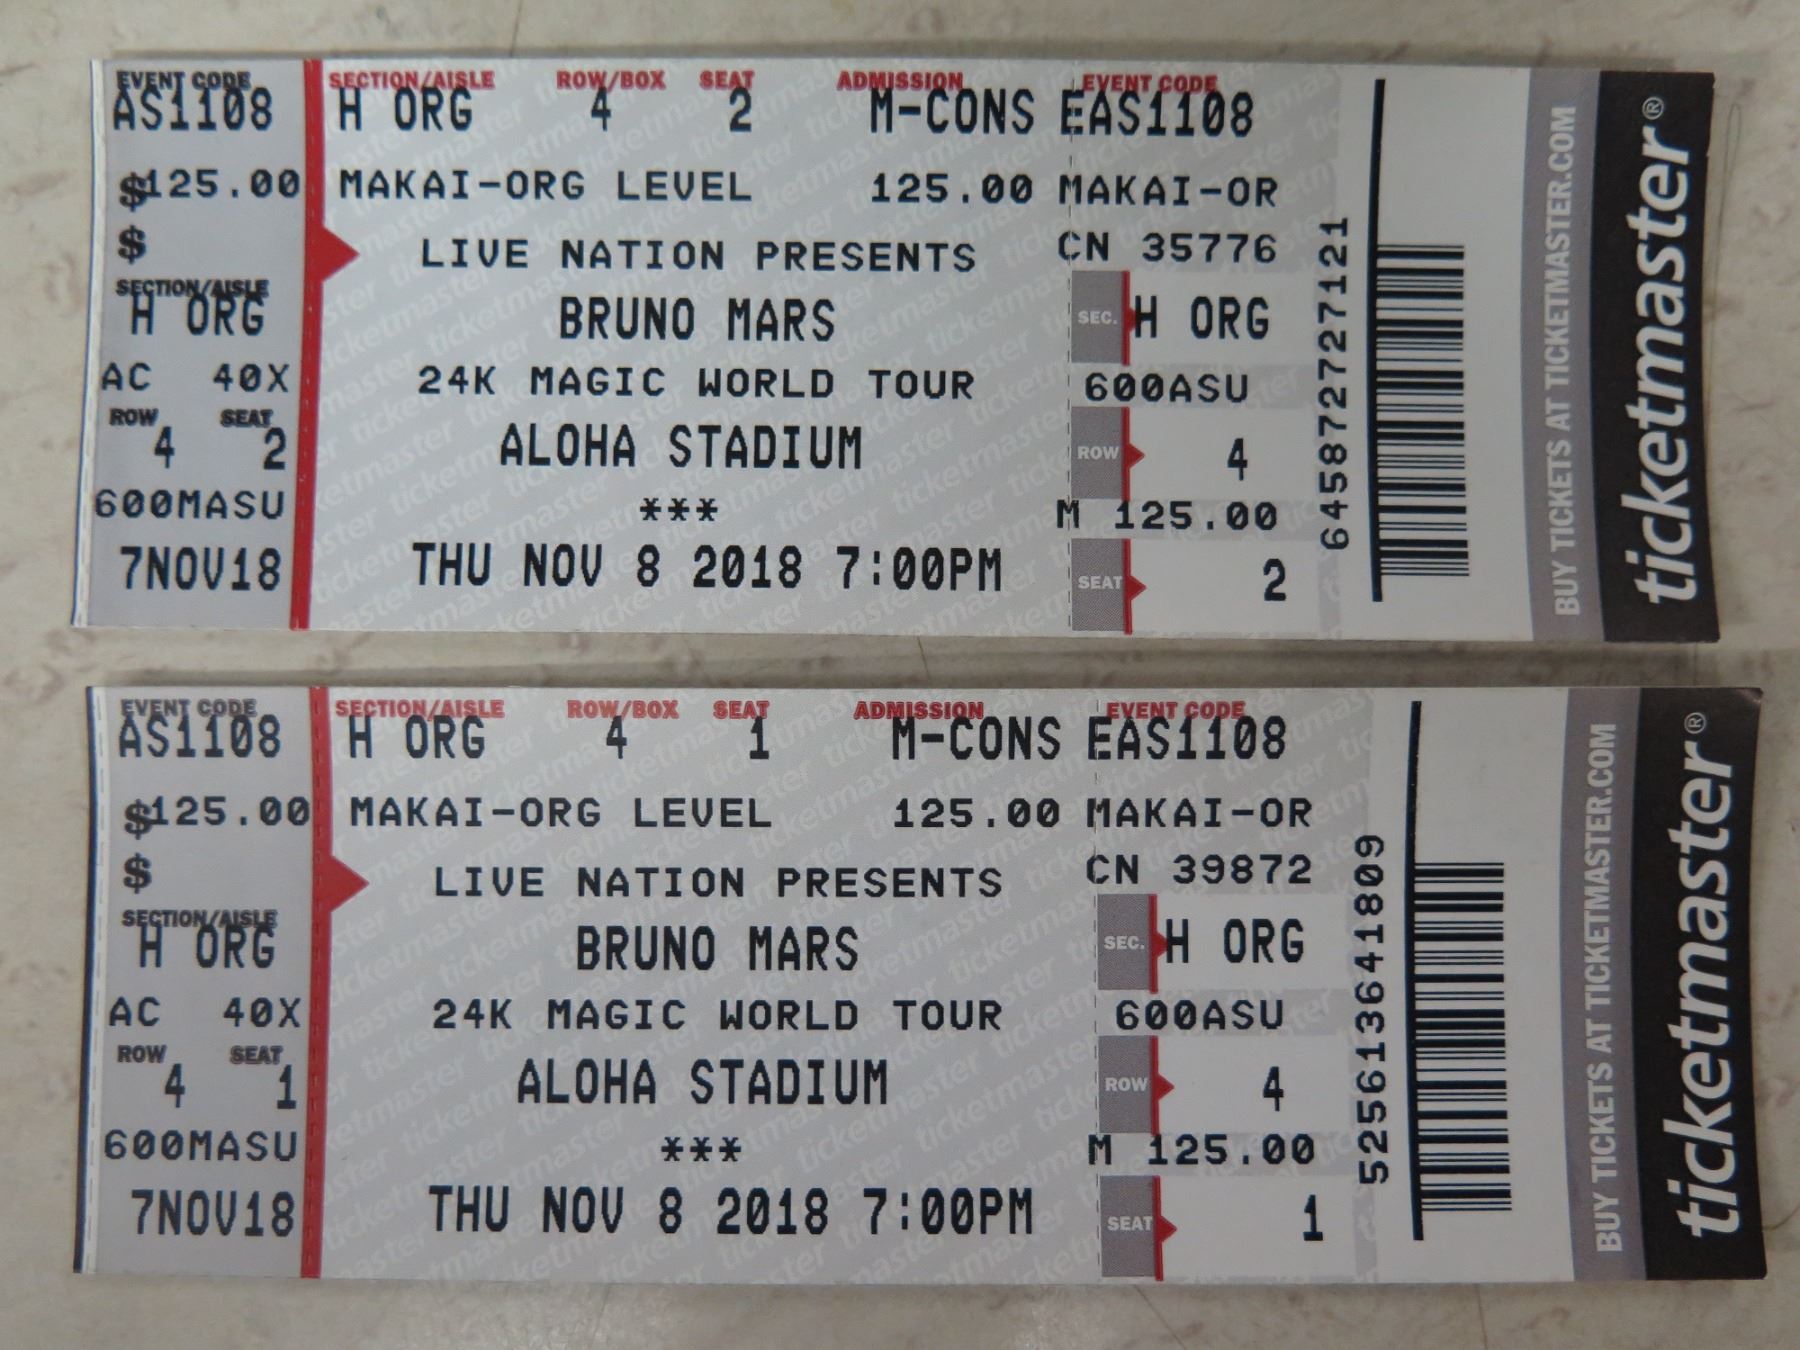 EVENT CODE SECTION/AISLE ROW/BOX SEAT ADMISSION EVENT CODE
AS1108 H ORG 4 2 M-CONS EAS1108
$125.00 MAKAI-ORG LEVEL 125.00 MAKAI-OR
$ LIVE NATION PRESENTS CN 35776
SECTION/AISLE
H ORG BRUNO MARS SEC. H ORG
AC 40X 24K MAGIC WORLD TOUR 600ASU
ROW SEAT
4 2 ALOHA STADIUM ROW 4
600MASU *** M 125.00
7NOV18 THU NOV 8 2018 7:00PM SEAT 2
645872727121
BUY TICKETS AT TICKETMASTER.COM
ticketmaster®
EVENT CODE SECTION/AISLE ROW/BOX SEAT ADMISSION EVENT CODE
AS1108 H ORG 4 1 M-CONS EAS1108
$125.00 MAKAI-ORG LEVEL 125.00 MAKAI-OR
$ LIVE NATION PRESENTS CN 39872
SECTION/AISLE
H ORG BRUNO MARS SEC. H ORG
AC 40X 24K MAGIC WORLD TOUR 600ASU
ROW SEAT
4 1 ALOHA STADIUM ROW 4
600MASU *** M 125.00
7NOV18 THU NOV 8 2018 7:00PM SEAT 1
525613641809
BUY TICKETS AT TICKETMASTER.COM
ticketmaster®